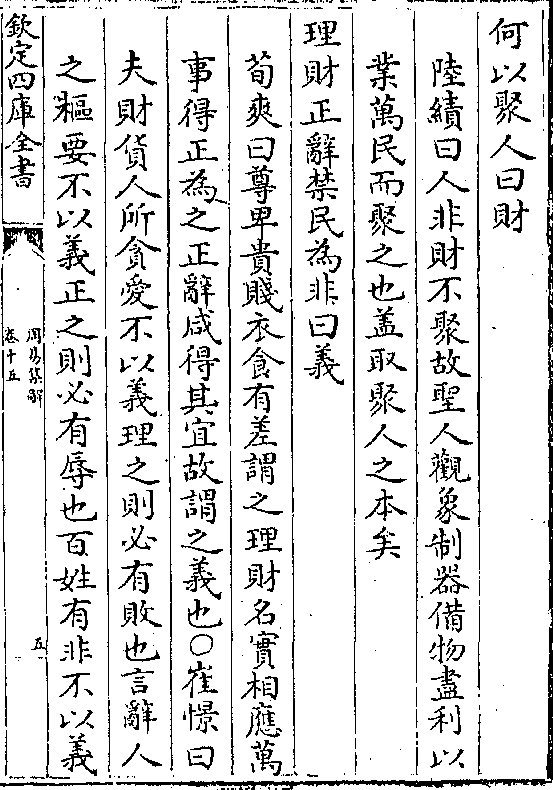 何以聚人曰財
陸績曰人非財不聚故聖人觀象制器備物盡利以
業萬民而聚之也蓋取聚人之本矣
理財正辭禁民為非曰義
荀爽曰尊卑貴賤衣食有差謂之理財名實相應萬
事得正為之正辭咸得其宜故謂之義也○崔憬曰
夫財貨人所貪愛不以義理之則必有敗也言辭人
之樞要不以義正之則必有辱也百姓有非不以義
欽定四庫全書
周易集解
卷十五
五